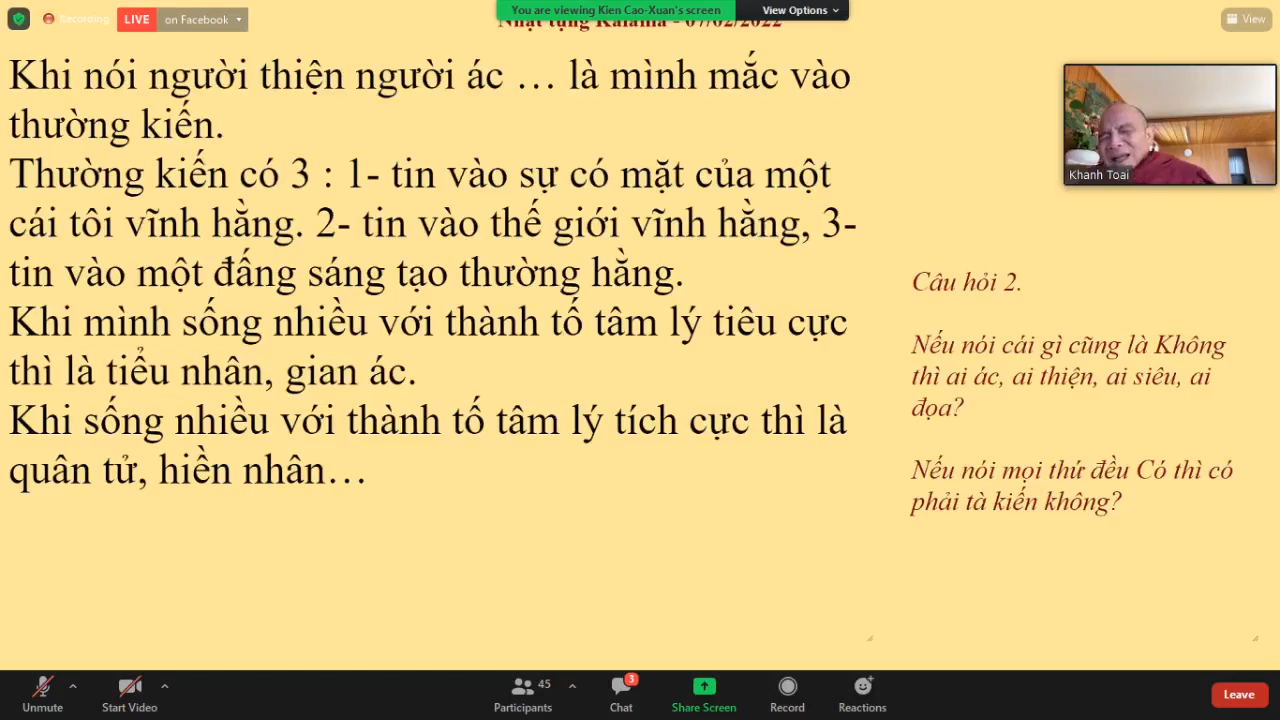 You are viewing Kien Cao-Xuan's screen
View Options
Recording
LIVE
on Facebook
View
Nhật tụng Kalama - 07/02/2022
Khi nói người thiện người ác … là mình mắc vào
thường kiến.
Thường kiến có 3 : 1- tin vào sự có mặt của một
cái tôi vĩnh hằng. 2- tin vào thế giới vĩnh hằng, 3-
tin vào một đấng sáng tạo thường hằng.
Khi mình sống nhiều với thành tố tâm lý tiêu cực
thì là tiểu nhân, gian ác.
Khi sống nhiều với thành tố tâm lý tích cực thì là
quân tử, hiền nhân…
Khanh Toai
Câu hỏi 2.
Nếu nói cái gì cũng là Không
thì ai ác, ai thiện, ai siêu, ai
đọa?
Nếu nói mọi thứ đều Có thì có
phải tà kiến không?
Unmute
Start Video
Participants
45
Chat
3
Share Screen
Record
Reactions
Leave